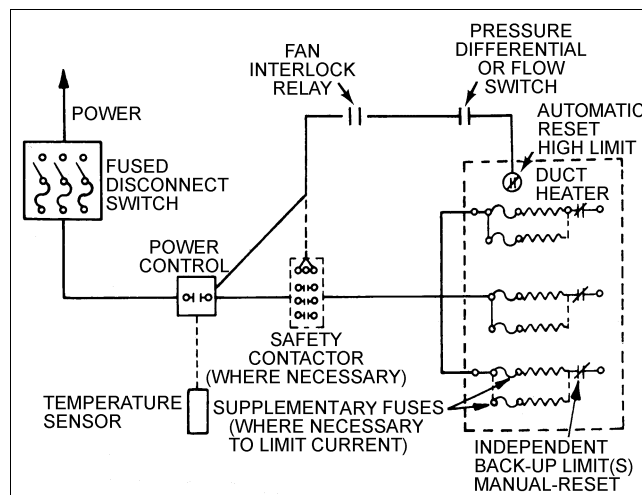 PRESSURE
DIFFERENTIAL
OR FLOW
SWITCH
FAN
INTERLOCK
RELAY
AUTOMATIC
RESET
HIGH LIMIT
POWER
DUCT
HEATER
FUSED
DISCONNECT
SWITCH
POWER
CONTROL
SAFETY
CONTACTOR
(WHERE NECESSARY)
TEMPERATURE
SENSOR
SUPPLEMENTARY FUSES
(WHERE NECESSARY
TO LIMIT CURRENT)
INDEPENDENT
BACK-UP LIMIT(S)
MANUAL-RESET